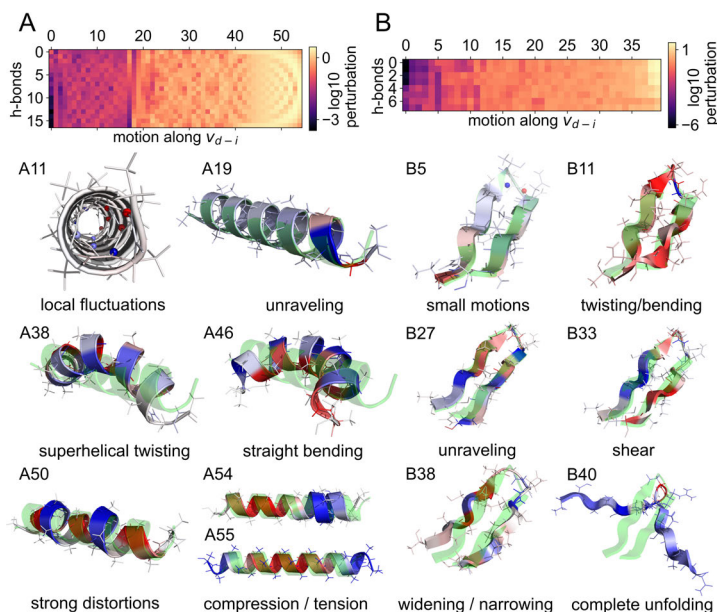 A
B
0 10 20 30 40 50
0 5 10 15 20 25 30 35
h-bonds
0
5
10
15
0
-3
log10
perturbation
h-bonds
0
2
4
6
1
-6
log10
perturbation
motion along v_{d-i}
motion along v_{d-i}
A11
A19
B5
B11
local fluctuations
unraveling
small motions
twisting/bending
A38
A46
B27
B33
superhelical twisting
straight bending
unraveling
shear
A50
A54
B38
B40
A55
strong distortions
compression / tension
widening / narrowing
complete unfolding